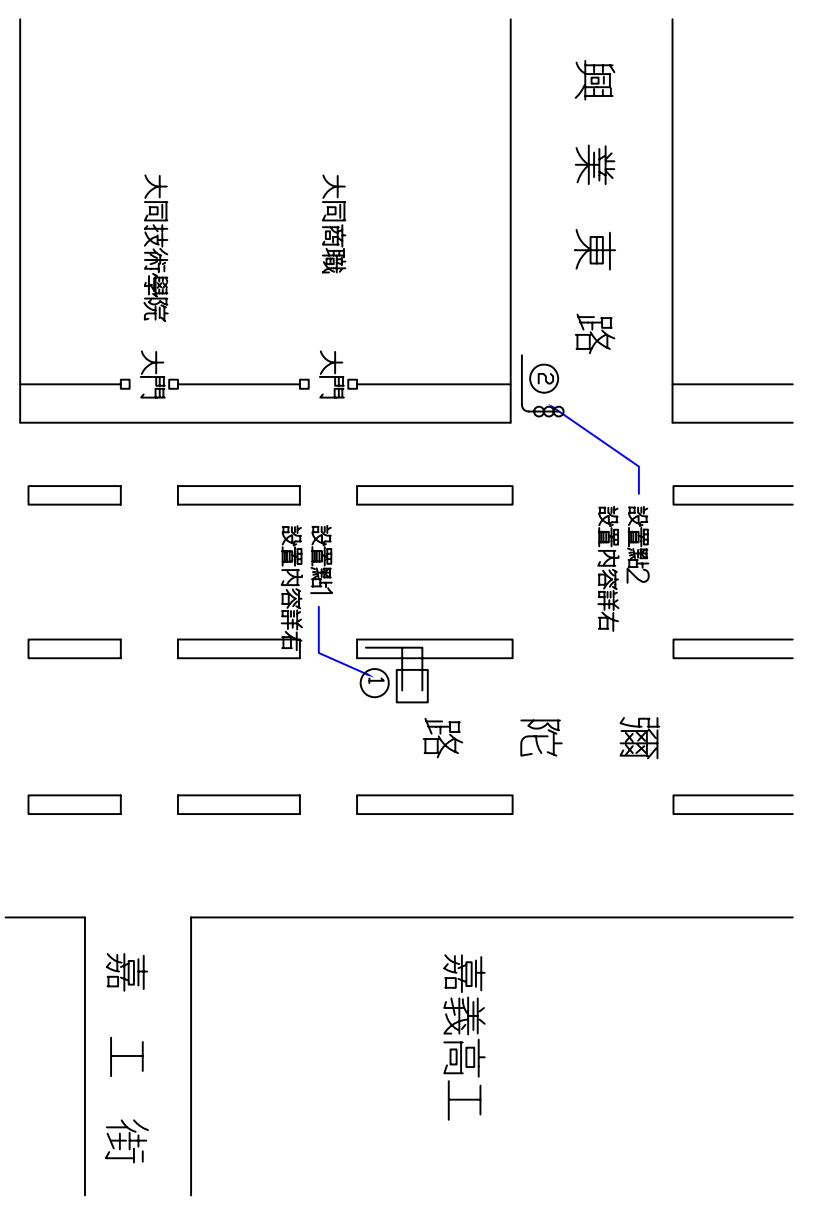 興業東路
大同技術學院
大門
大同商職
大門
②
設置點2
設置內容詳右
設置點1
設置內容詳右
①
彌陀路
嘉工街
嘉義高工